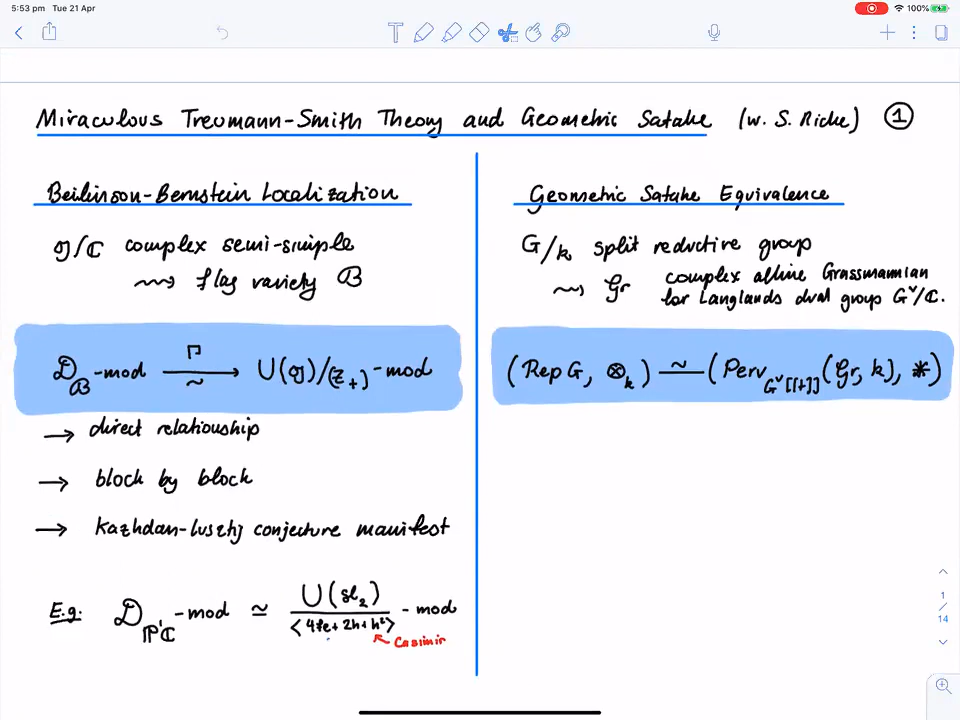 5:53 pm Tue 21 Apr
100%
Miraculous Treumann-Smith Theory and Geometric Satake (w. S. Riche) ①
Beilinson-Bernstein Localization
𝔤/ℂ complex semi-simple
⇝ flag variety ℬ
𝒟_ℬ-mod —Γ/∼→ U(𝔤)/(z₊)-mod
→ direct relationship
→ block by block
→ Kazhdan-Lusztig conjecture manifest
E.g. 𝒟_{ℙ¹ℂ}-mod ≃ U(sl₂)/⟨4fe+2h+h²⟩-mod
Casimir
Geometric Satake Equivalence
G/k split reductive group
⇝ Gr complex affine Grassmannian
for Langlands dual group G^∨/ℂ.
(Rep G, ⊗_k) —∼→ (Perv_{G^∨[[t]]}(Gr, k), *)
1
/
14